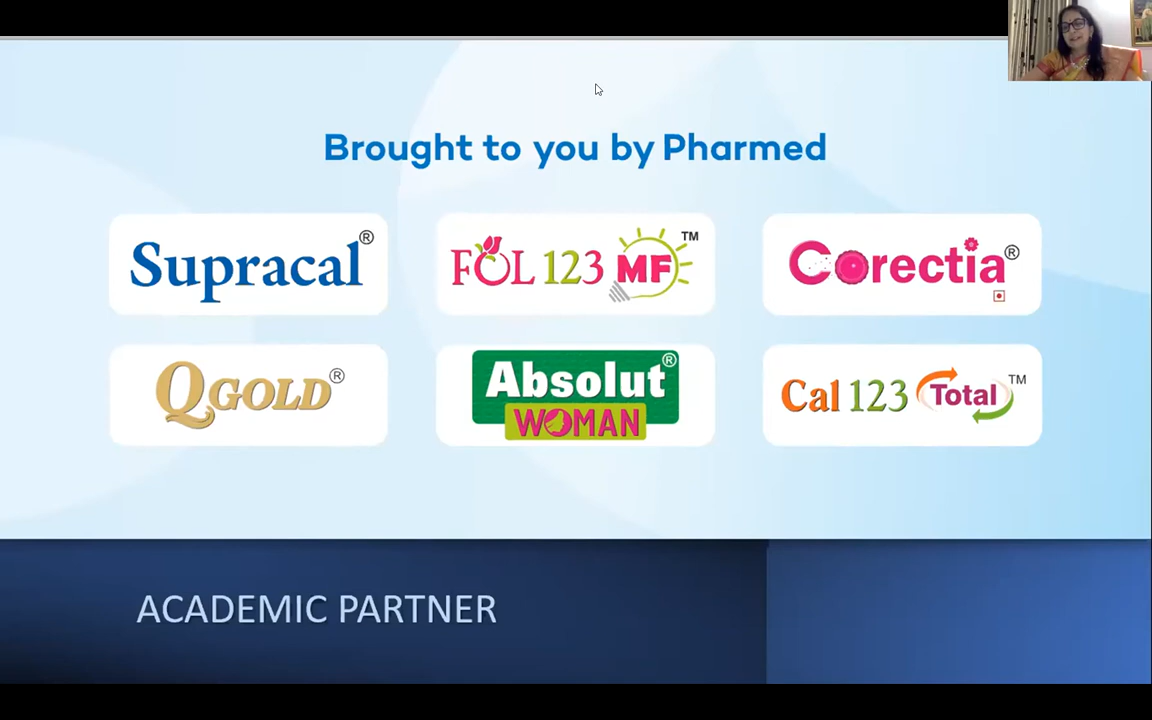 Brought to you by Pharmed
Supracal®
FOL 123 MF™
Corectia®
QGOLD®
Absolut®
WOMAN
Cal 123 Total™
ACADEMIC PARTNER